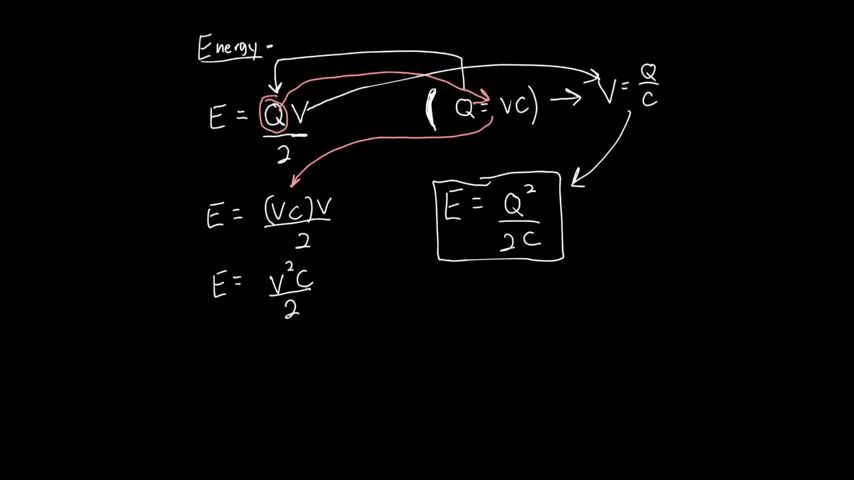 Energy -
E = QV/2
( Q = VC) → V = Q/C
E = (VC)V/2
E = Q²/2C
E = V²C/2